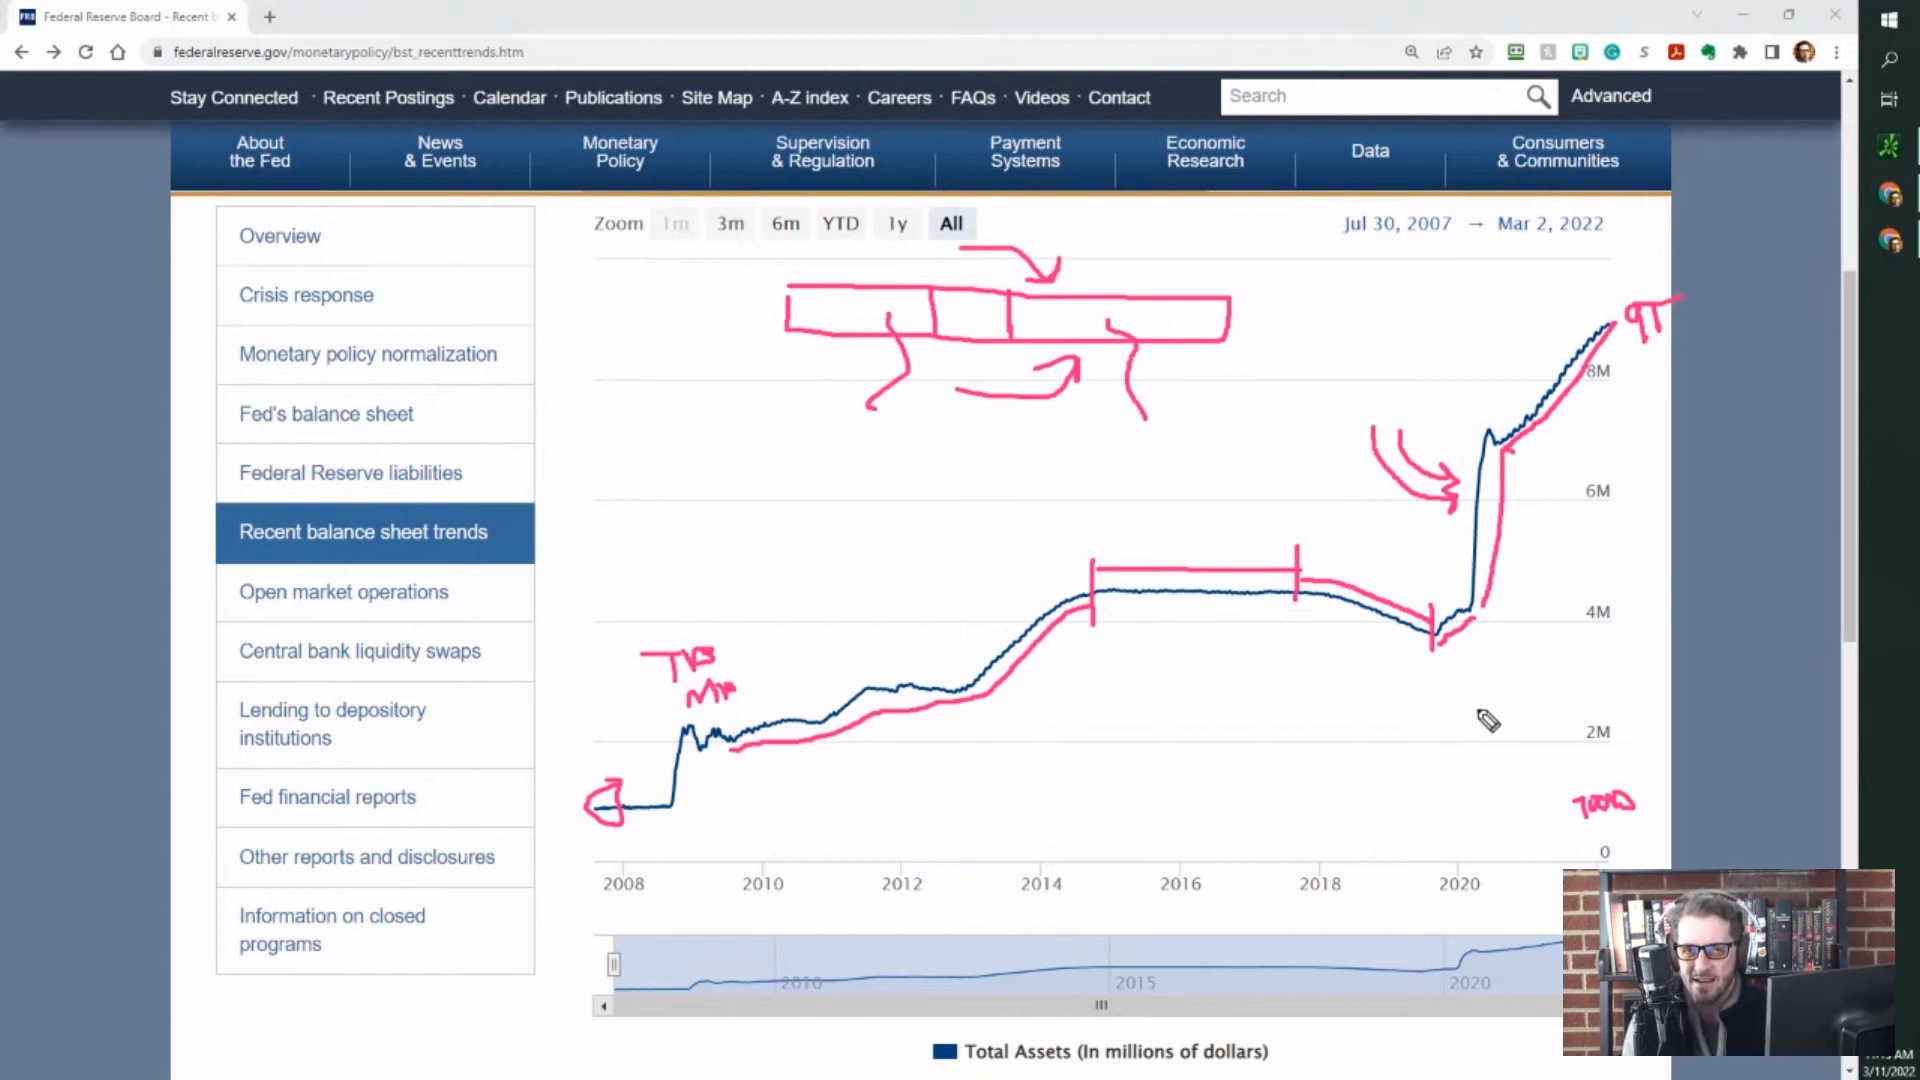 Federal Reserve Board - Recent b
federalreserve.gov/monetarypolicy/bst_recenttrends.htm
Stay Connected · Recent Postings · Calendar · Publications · Site Map · A-Z index · Careers · FAQs · Videos · Contact
Search
Advanced
About the Fed
News & Events
Monetary Policy
Supervision & Regulation
Payment Systems
Economic Research
Data
Consumers & Communities
Overview
Crisis response
Monetary policy normalization
Fed's balance sheet
Federal Reserve liabilities
Recent balance sheet trends
Open market operations
Central bank liquidity swaps
Lending to depository
institutions
Fed financial reports
Other reports and disclosures
Information on closed
programs
Zoom 1m 3m 6m YTD 1y All
Jul 30, 2007 → Mar 2, 2022
9T
8M
6M
4M
2M
0
2008 2010 2012 2014 2016 2018 2020
2010 2015 2020
Total Assets (In millions of dollars)
3/11/2022